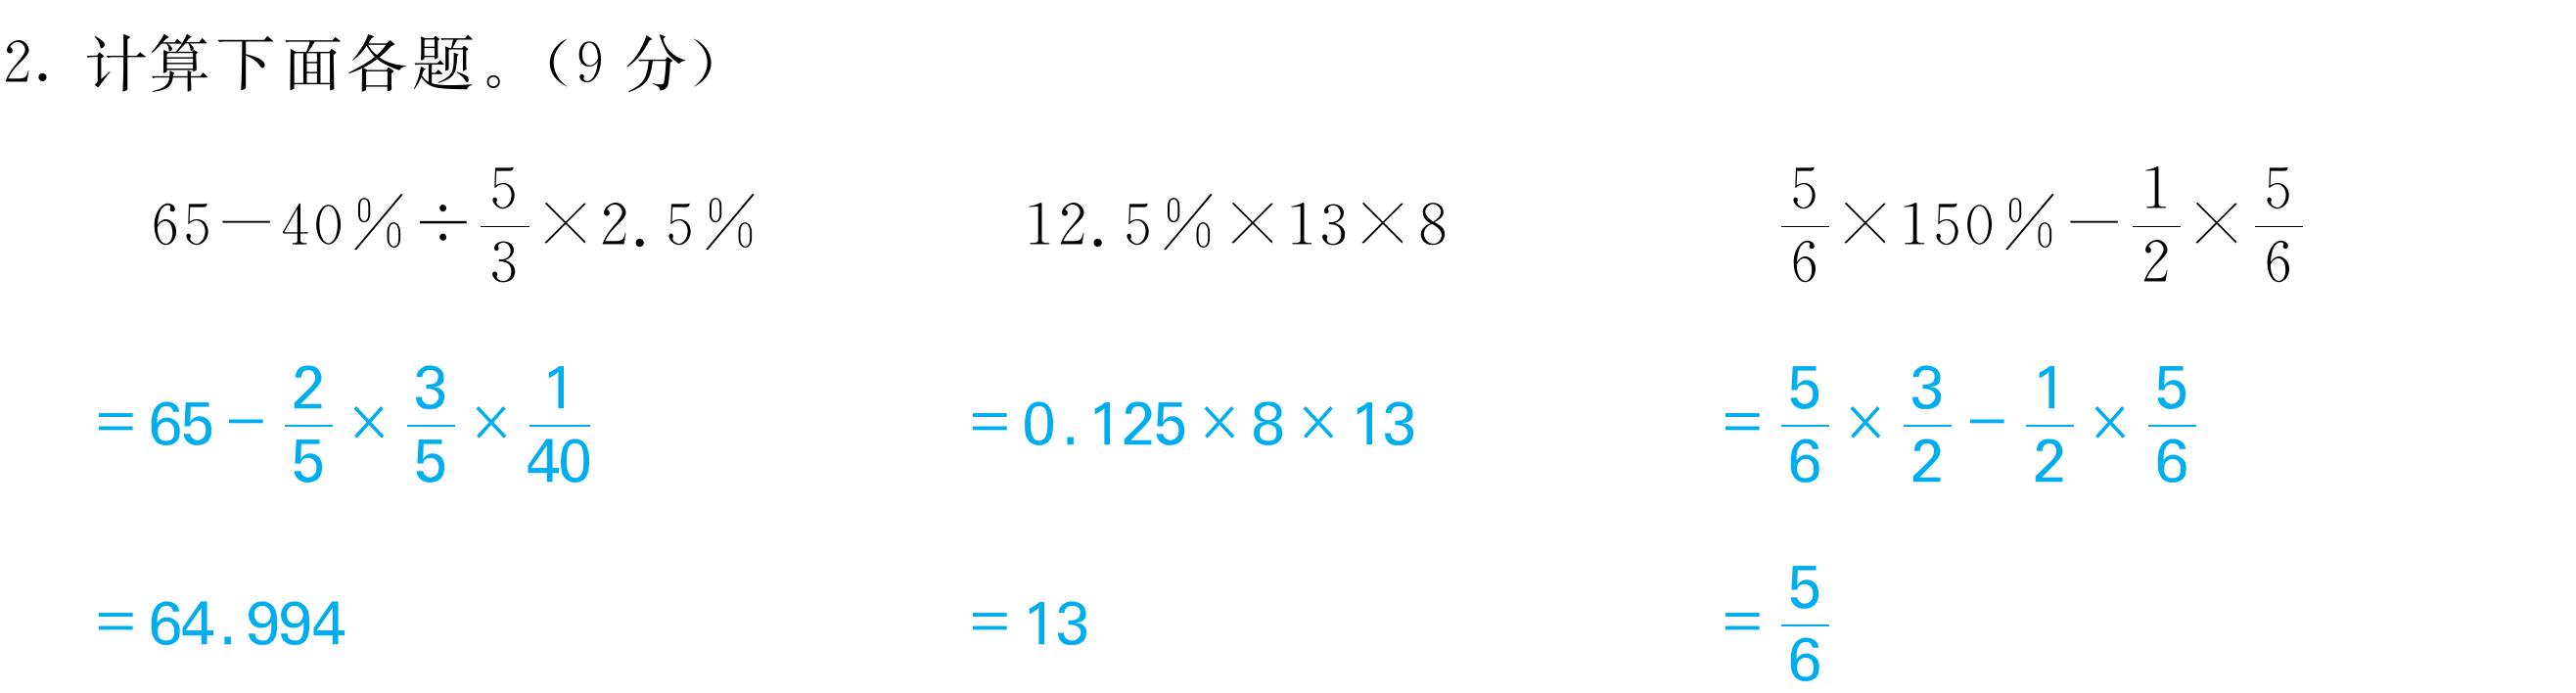 2. 计算下面各题。(9 分)
65-40%÷5/3×2.5%    12.5%×13×8    5/6×150%-1/2×5/6
=65-2/5×3/5×1/40    =0.125×8×13    =5/6×3/2-1/2×5/6
=64.994    =13    =5/6